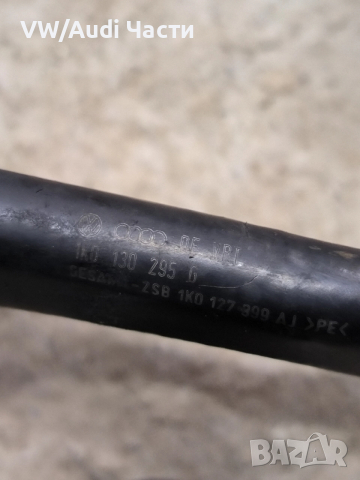 VW/Audi Части
1K0 130 295 G
ZSB 1K0 127 399 AJ >PE<
BAZAR